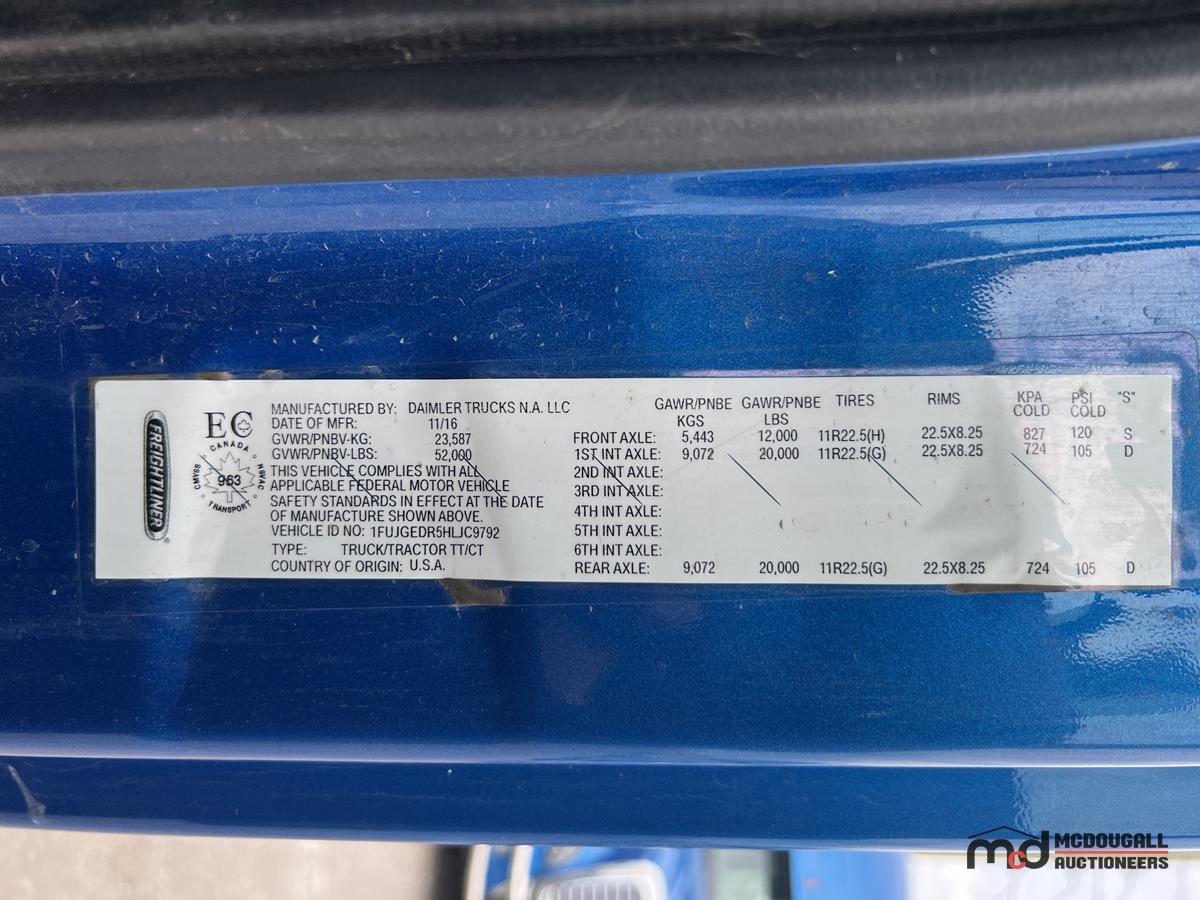 FREIGHTLINER
EC
CANADA
CMVSS 963 NSVAC
TRANSPORT
MANUFACTURED BY: DAIMLER TRUCKS N.A. LLC
DATE OF MFR: 11/16
GVWR/PNBV-KG: 23,587
GVWR/PNBV-LBS: 52,000
THIS VEHICLE COMPLIES WITH ALL
APPLICABLE FEDERAL MOTOR VEHICLE
SAFETY STANDARDS IN EFFECT AT THE DATE
OF MANUFACTURE SHOWN ABOVE.
VEHICLE ID NO: 1FUJGEDR5HLJC9792
TYPE: TRUCK/TRACTOR TT/CT
COUNTRY OF ORIGIN: U.S.A.
GAWR/PNBE GAWR/PNBE TIRES RIMS KPA PSI "S"
KGS LBS COLD COLD
FRONT AXLE: 5,443 12,000 11R22.5(H) 22.5X8.25 827 120 S
1ST INT AXLE: 9,072 20,000 11R22.5(G) 22.5X8.25 724 105 D
2ND INT AXLE:
3RD INT AXLE:
4TH INT AXLE:
5TH INT AXLE:
6TH INT AXLE:
REAR AXLE: 9,072 20,000 11R22.5(G) 22.5X8.25 724 105 D
mcd MCDOUGALL
AUCTIONEERS